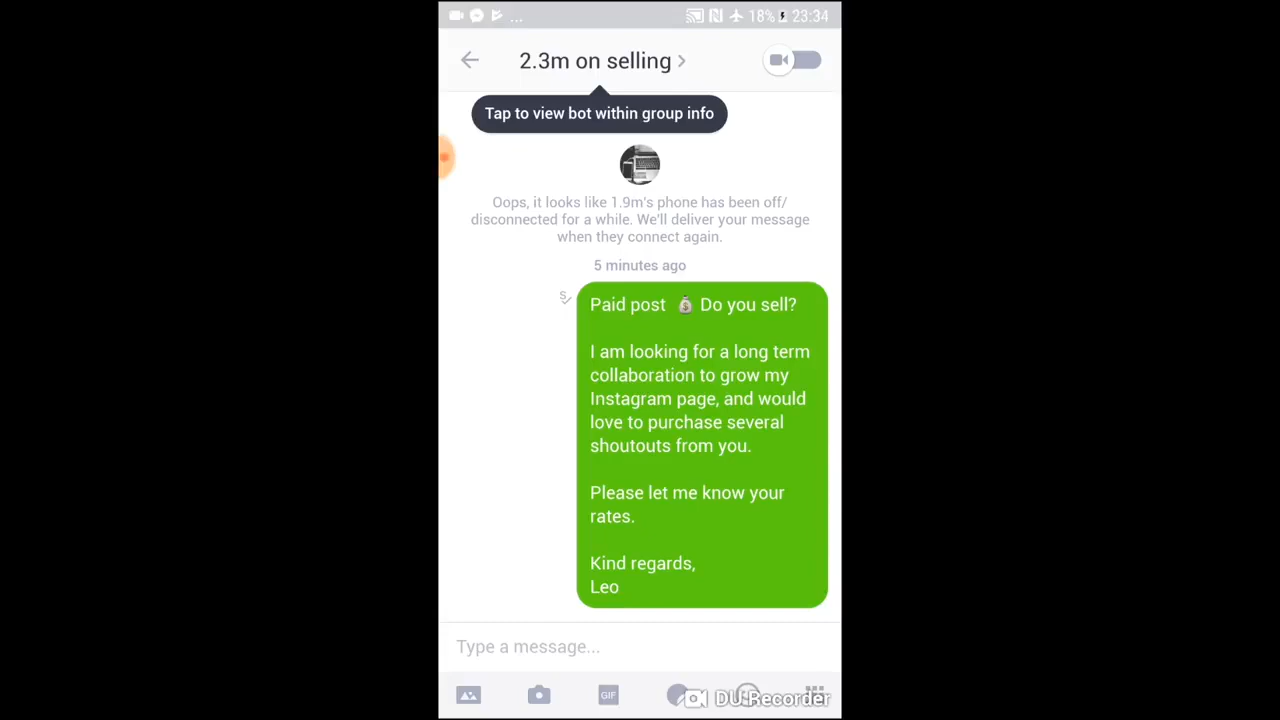 ... 18% 23:34
2.3m on selling >
Tap to view bot within group info
Oops, it looks like 1.9m's phone has been off/
disconnected for a while. We'll deliver your message
when they connect again.
5 minutes ago
S
Paid post 💰 Do you sell?
I am looking for a long term
collaboration to grow my
Instagram page, and would
love to purchase several
shoutouts from you.
Please let me know your
rates.
Kind regards,
Leo
Type a message...
GIF
DU Recorder